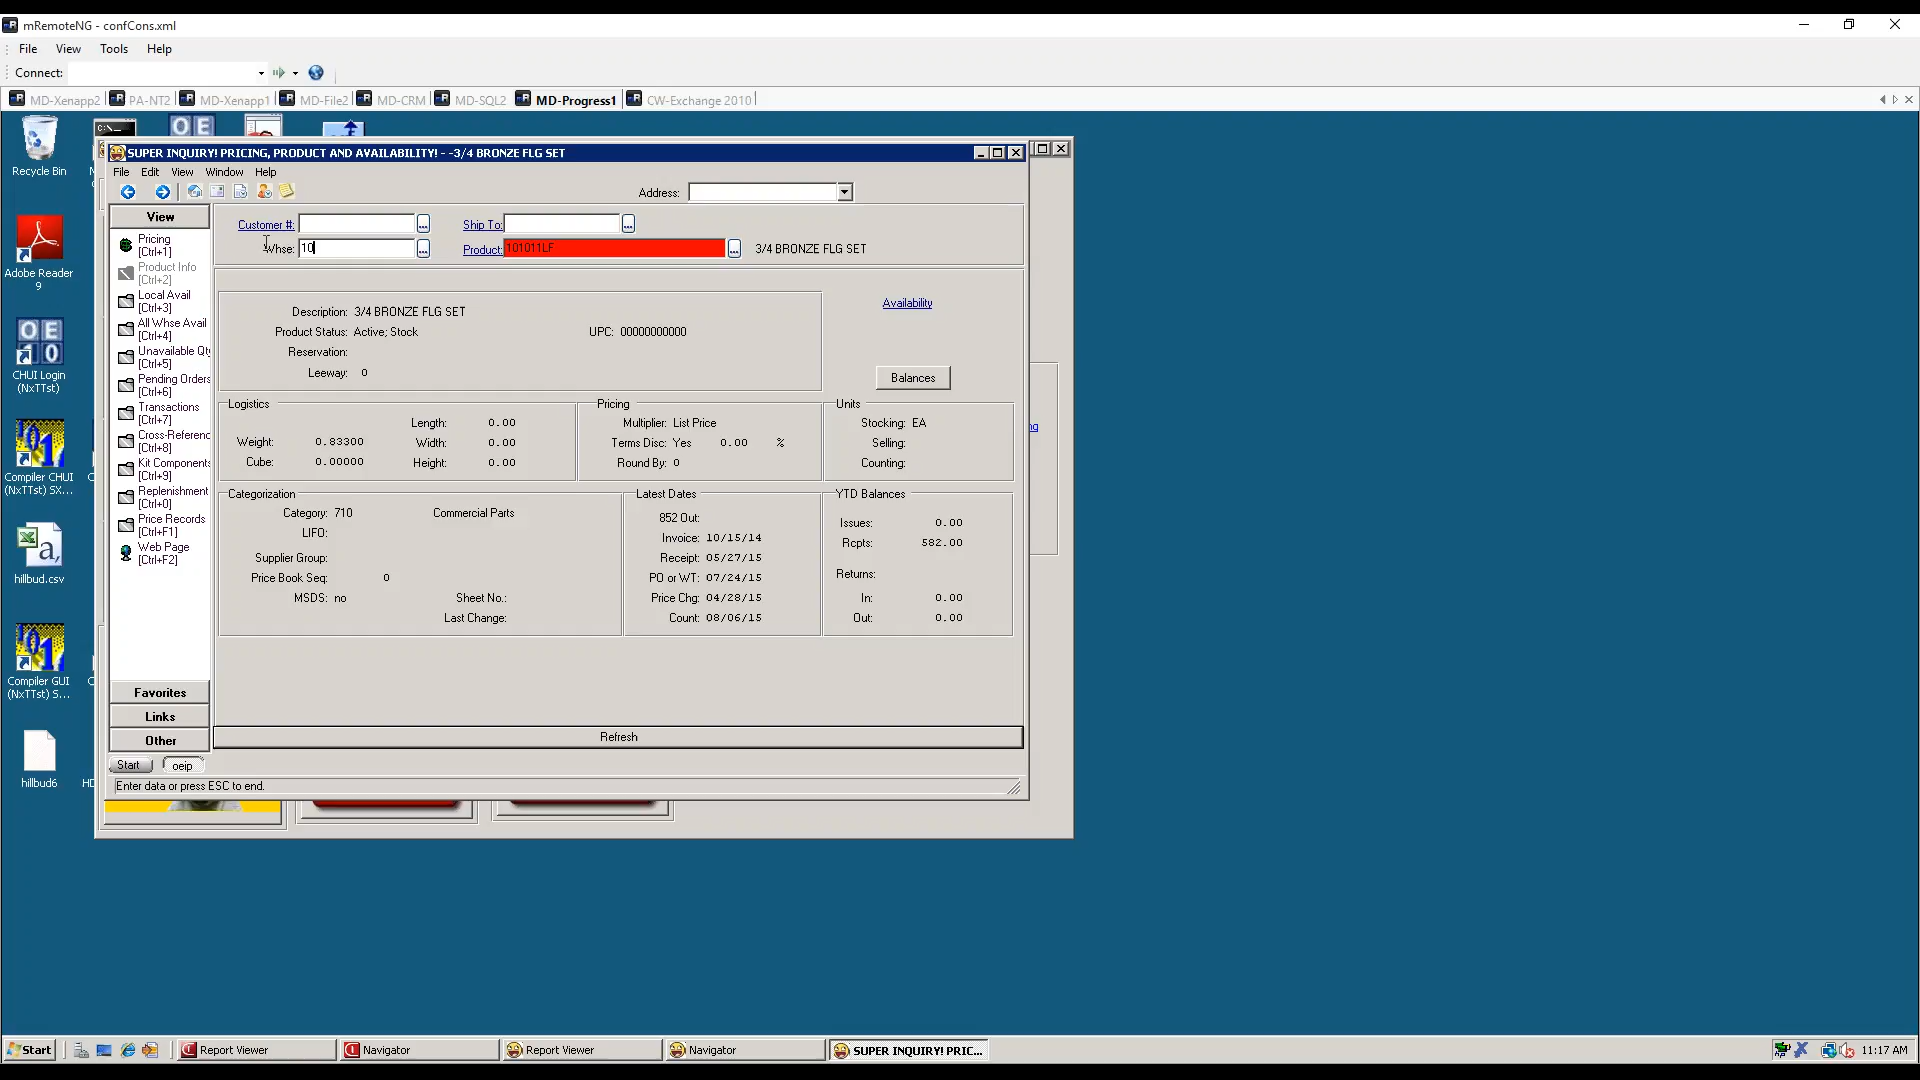 mRemoteNG - confCons.xml
File View Tools Help
Connect:
MD-Xenapp2 PA-NT2 MD-Xenapp1 MD-File2 MD-CRM MD-SQL2 MD-Progress1 CW-Exchange 2010
Recycle Bin
Adobe Reader
9
CHUI Login
(NxTTst)
Compiler CHUI
(NxTTst) SX...
hillbud.csv
Compiler GUI
(NxTTst) S...
hillbud6
SUPER INQUIRY! PRICING, PRODUCT AND AVAILABILITY! - -3/4 BRONZE FLG SET
File Edit View Window Help
Address:
View
Pricing
[Ctrl+1]
Product Info
[Ctrl+2]
Local Avail
[Ctrl+3]
All Whse Avail
[Ctrl+4]
Unavailable Qty
[Ctrl+5]
Pending Orders
[Ctrl+6]
Transactions
[Ctrl+7]
Cross-Referenc
[Ctrl+8]
Kit Components
[Ctrl+9]
Replenishment
[Ctrl+0]
Price Records
[Ctrl+F1]
Web Page
[Ctrl+F2]
Favorites
Links
Other
Customer #: Ship To:
Whse: 10 Product: 101011LF 3/4 BRONZE FLG SET
Description: 3/4 BRONZE FLG SET
Product Status: Active; Stock UPC: 00000000000
Reservation:
Leeway: 0
Availability
Balances
Logistics
Length: 0.00
Weight: 0.83300 Width: 0.00
Cube: 0.00000 Height: 0.00
Pricing
Multiplier: List Price
Terms Disc: Yes 0.00 %
Round By: 0
Units
Stocking: EA
Selling:
Counting:
ng
Categorization
Category: 710 Commercial Parts
LIFO:
Supplier Group:
Price Book Seq: 0
MSDS: no Sheet No.:
Last Change:
Latest Dates
852 Out:
Invoice: 10/15/14
Receipt: 05/27/15
PO or WT: 07/24/15
Price Chg: 04/28/15
Count: 08/06/15
YTD Balances
Issues: 0.00
Rcpts: 582.00
Returns:
In: 0.00
Out: 0.00
Refresh
Start oeip
Enter data or press ESC to end.
Start Report Viewer Navigator Report Viewer Navigator SUPER INQUIRY! PRIC... 11:17 AM